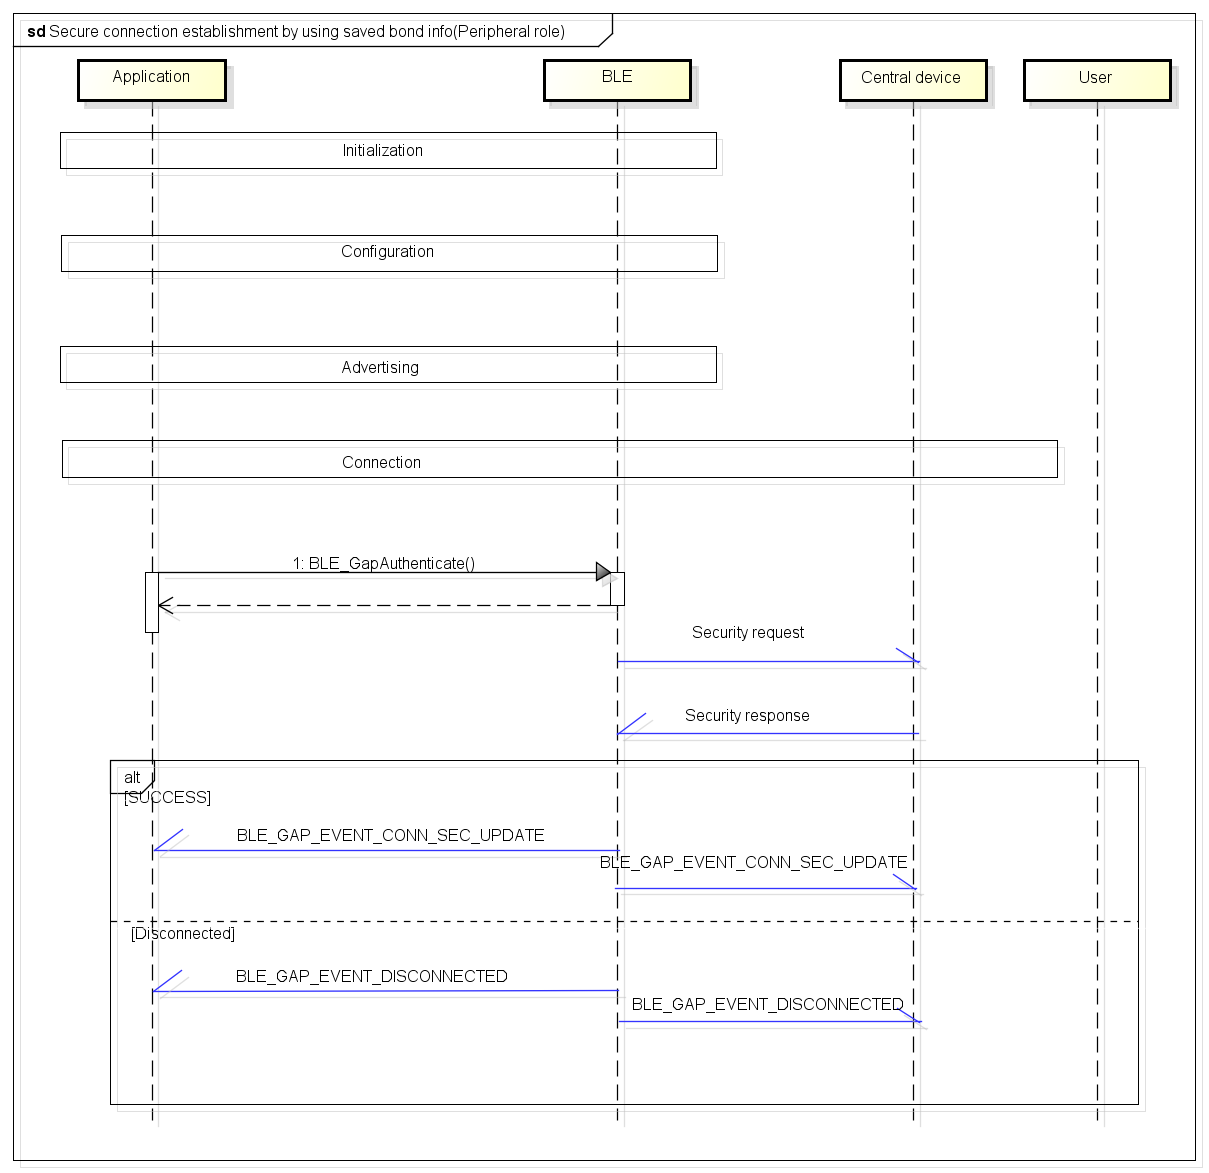 sd Secure connection establishment by using saved bond info(Peripheral role)
Application
BLE
Central device
User
Initialization
Configuration
Advertising
Connection
1: BLE_GapAuthenticate()
Security request
Security response
alt
[SUCCESS]
BLE_GAP_EVENT_CONN_SEC_UPDATE
BLE_GAP_EVENT_CONN_SEC_UPDATE
[Disconnected]
BLE_GAP_EVENT_DISCONNECTED
BLE_GAP_EVENT_DISCONNECTED